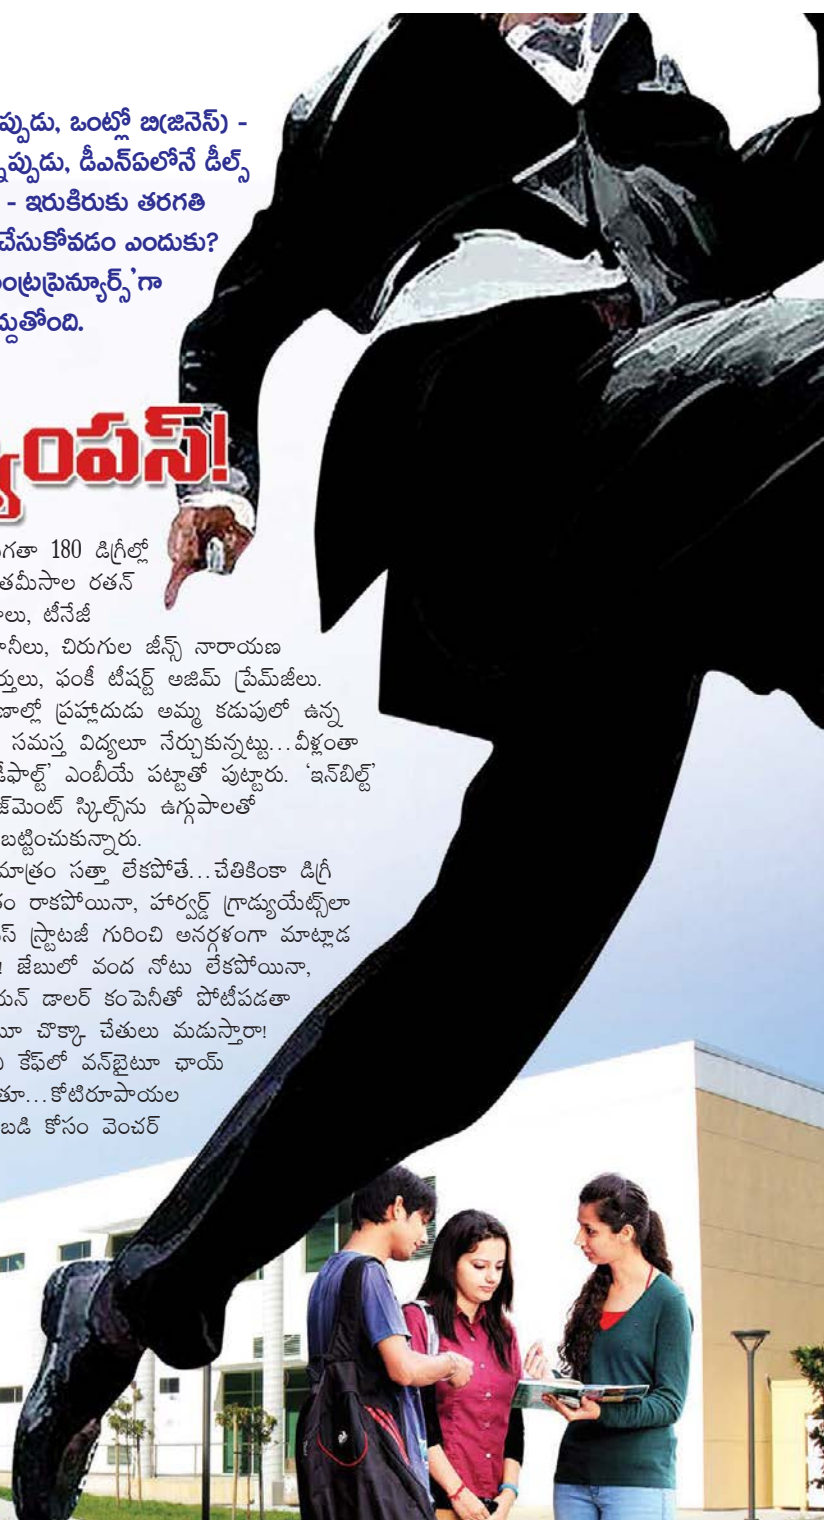 ప్పుడు, ఒంట్లో బి(జినెస్) -
న్నప్పుడు, డీఎన్ఏలోనే డీల్స్
- ఇరుకిరుకు తరగతి
చేసుకోవడం ఎందుకు?
ంట్రప్రెన్యూర్స్'గా
ద్దుతోంది.
్యంపస్!
గతా 180 డిగ్రీల్లో
తమీసాల రతన్
లు, టీనేజీ
నీలు, చిరుగుల జీన్స్ నారాయణ
ర్తులు, ఫంకీ టీషర్ట్ అజిమ్ ప్రేమ్‌జీలు.
ణాల్లో ప్రహ్లాదుడు అమ్మ కడుపులో ఉన్న
సమస్త విద్యలూ నేర్చుకున్నట్టు...వీళ్లంతా
డీఫాల్ట్' ఎంబీయే పట్టాతో పుట్టారు. 'ఇన్‌బిల్ట్'
జ్‌మెంట్ స్కిల్స్‌ను ఉగ్గుపాలతో
బట్టించుకున్నారు.
మాత్రం సత్తా లేకపోతే...చేతికింకా డిగ్రీ
ం రాకపోయినా, హార్వర్డ్ గ్రాడ్యుయేట్స్‌లా
స్ స్ట్రాటజీ గురించి అనర్గళంగా మాట్లాడ
! జేబులో వంద నోటు లేకపోయినా,
యన్ డాలర్ కంపెనీతో పోటీపడతా
చొక్కా చేతులు మడుస్తారా!
కేఫ్‌లో వన్‌బైటూ ఛాయ్
తూ...కోటిరూపాయల
బడి కోసం వెంచర్